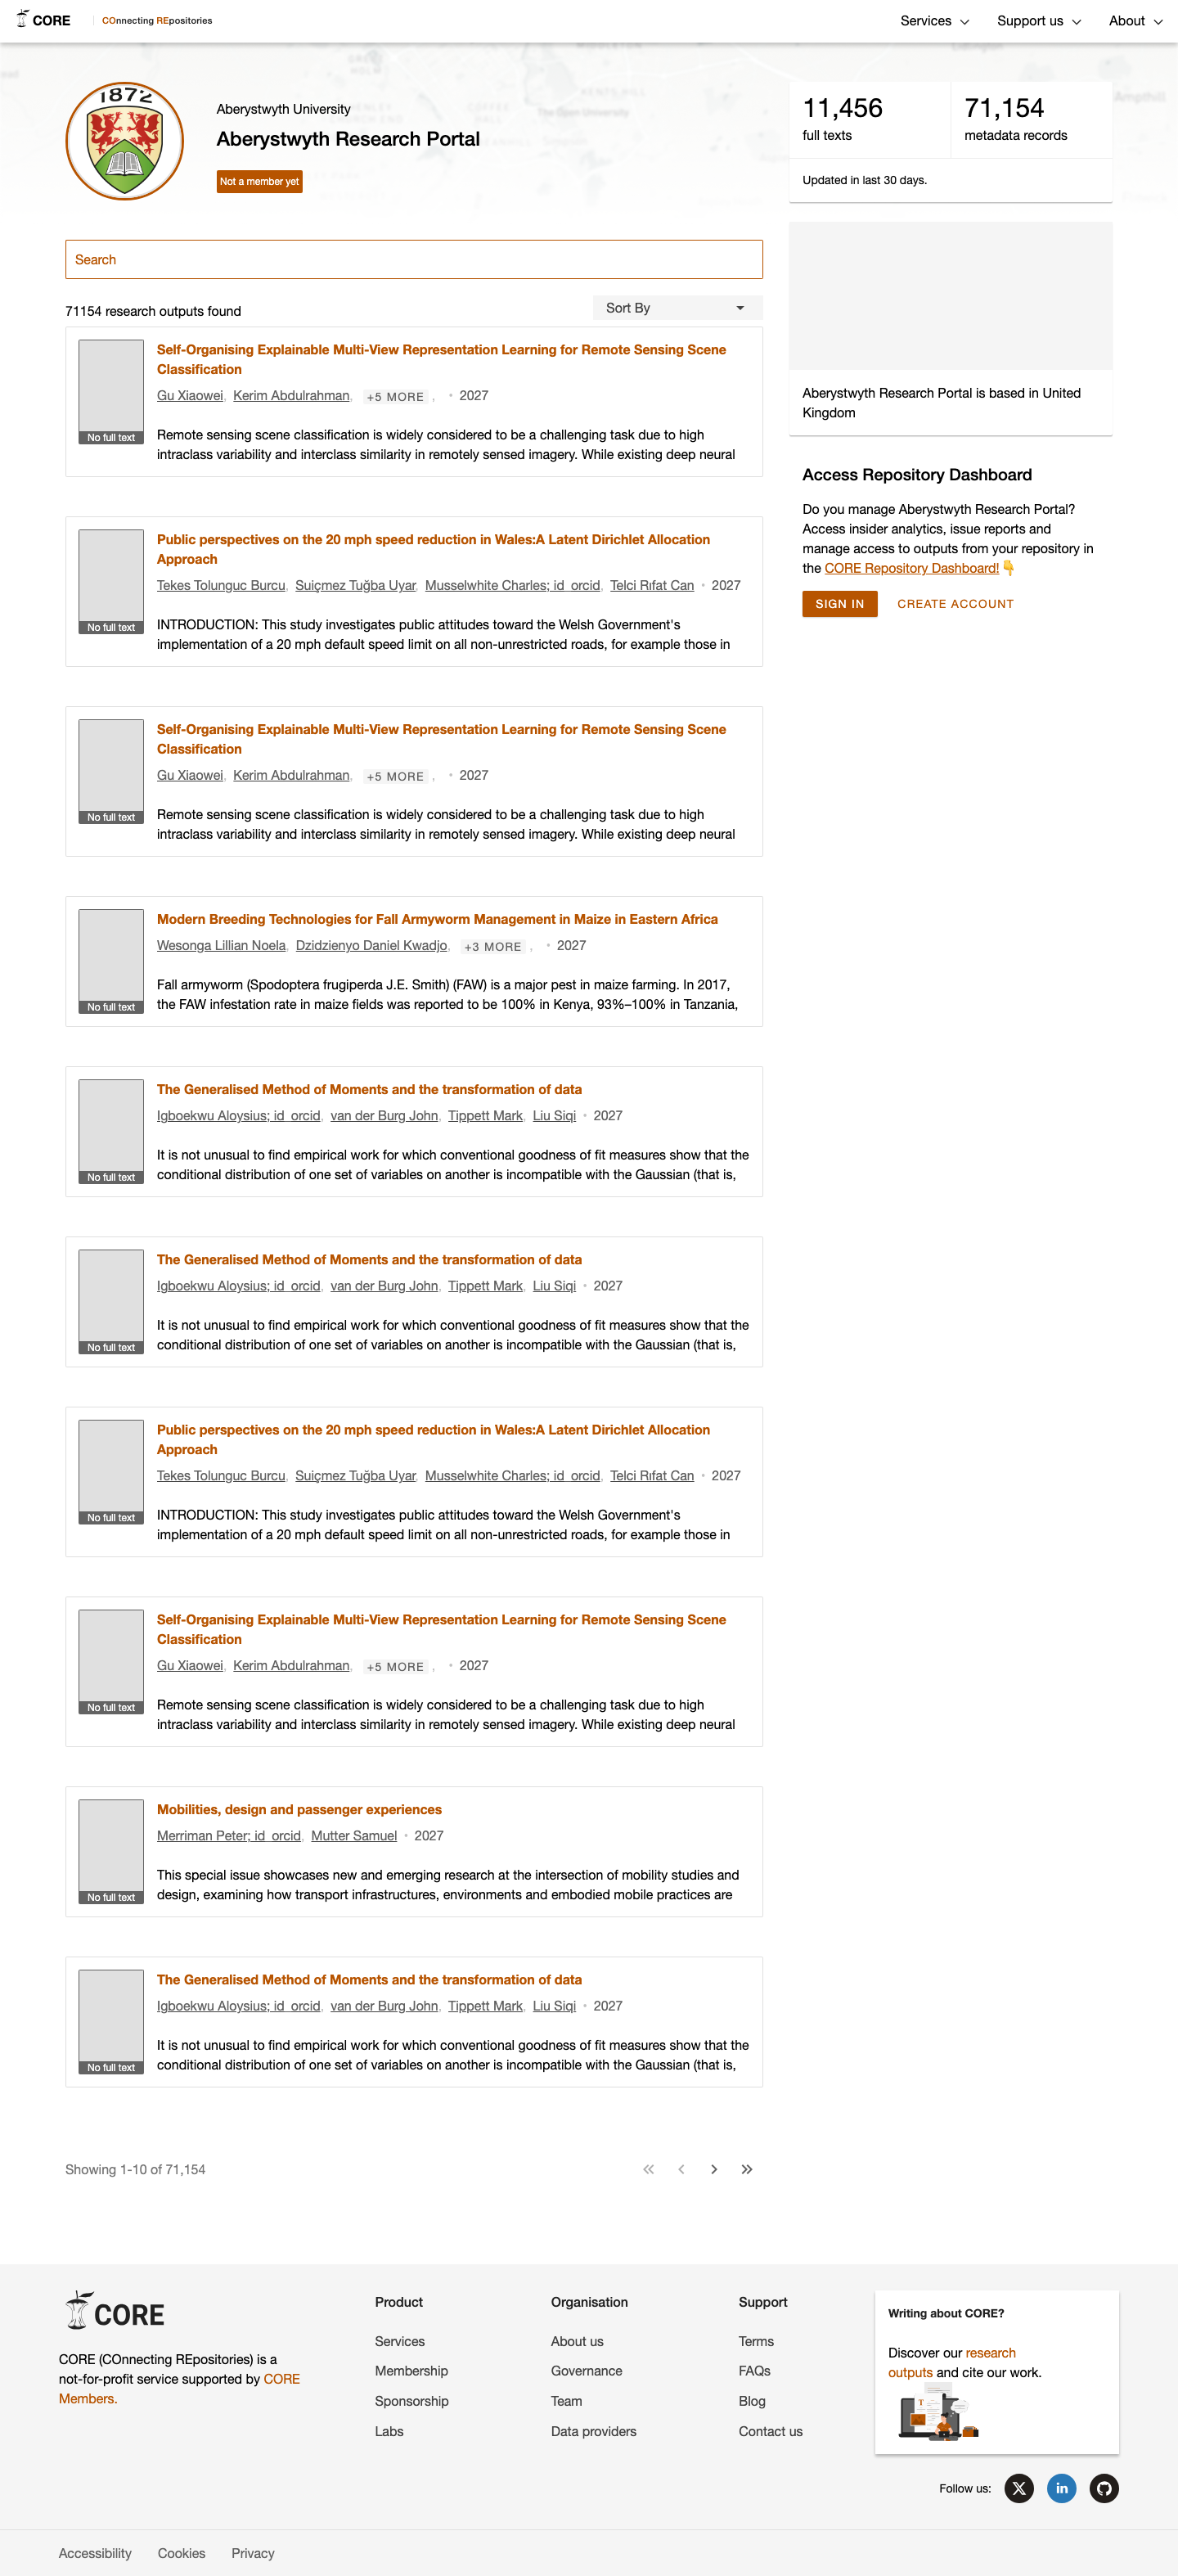 CORE
COnnecting REpositories
Services
Support us
About
1872
Aberystwyth University
Aberystwyth Research Portal
Not a member yet
11,456
full texts
71,154
metadata records
Updated in last 30 days.
Search
71154 research outputs found
Sort By
Self-Organising Explainable Multi-View Representation Learning for Remote Sensing Scene
Classification
Gu Xiaowei, Kerim Abdulrahman, +5 MORE , • 2027
Remote sensing scene classification is widely considered to be a challenging task due to high
intraclass variability and interclass similarity in remotely sensed imagery. While existing deep neural
No full text
Public perspectives on the 20 mph speed reduction in Wales:A Latent Dirichlet Allocation
Approach
Tekes Tolunguc Burcu, Suiçmez Tuğba Uyar, Musselwhite Charles; id_orcid, Telci Rıfat Can • 2027
INTRODUCTION: This study investigates public attitudes toward the Welsh Government's
implementation of a 20 mph default speed limit on all non-unrestricted roads, for example those in
No full text
Self-Organising Explainable Multi-View Representation Learning for Remote Sensing Scene
Classification
Gu Xiaowei, Kerim Abdulrahman, +5 MORE , • 2027
Remote sensing scene classification is widely considered to be a challenging task due to high
intraclass variability and interclass similarity in remotely sensed imagery. While existing deep neural
No full text
Modern Breeding Technologies for Fall Armyworm Management in Maize in Eastern Africa
Wesonga Lillian Noela, Dzidzienyo Daniel Kwadjo, +3 MORE , • 2027
Fall armyworm (Spodoptera frugiperda J.E. Smith) (FAW) is a major pest in maize farming. In 2017,
the FAW infestation rate in maize fields was reported to be 100% in Kenya, 93%–100% in Tanzania,
No full text
The Generalised Method of Moments and the transformation of data
Igboekwu Aloysius; id_orcid, van der Burg John, Tippett Mark, Liu Siqi • 2027
It is not unusual to find empirical work for which conventional goodness of fit measures show that the
conditional distribution of one set of variables on another is incompatible with the Gaussian (that is,
No full text
The Generalised Method of Moments and the transformation of data
Igboekwu Aloysius; id_orcid, van der Burg John, Tippett Mark, Liu Siqi • 2027
It is not unusual to find empirical work for which conventional goodness of fit measures show that the
conditional distribution of one set of variables on another is incompatible with the Gaussian (that is,
No full text
Public perspectives on the 20 mph speed reduction in Wales:A Latent Dirichlet Allocation
Approach
Tekes Tolunguc Burcu, Suiçmez Tuğba Uyar, Musselwhite Charles; id_orcid, Telci Rıfat Can • 2027
INTRODUCTION: This study investigates public attitudes toward the Welsh Government's
implementation of a 20 mph default speed limit on all non-unrestricted roads, for example those in
No full text
Self-Organising Explainable Multi-View Representation Learning for Remote Sensing Scene
Classification
Gu Xiaowei, Kerim Abdulrahman, +5 MORE , • 2027
Remote sensing scene classification is widely considered to be a challenging task due to high
intraclass variability and interclass similarity in remotely sensed imagery. While existing deep neural
No full text
Mobilities, design and passenger experiences
Merriman Peter; id_orcid, Mutter Samuel • 2027
This special issue showcases new and emerging research at the intersection of mobility studies and
design, examining how transport infrastructures, environments and embodied mobile practices are
No full text
The Generalised Method of Moments and the transformation of data
Igboekwu Aloysius; id_orcid, van der Burg John, Tippett Mark, Liu Siqi • 2027
It is not unusual to find empirical work for which conventional goodness of fit measures show that the
conditional distribution of one set of variables on another is incompatible with the Gaussian (that is,
No full text
Showing 1-10 of 71,154
Aberystwyth Research Portal is based in United
Kingdom
Access Repository Dashboard
Do you manage Aberystwyth Research Portal?
Access insider analytics, issue reports and
manage access to outputs from your repository in
the CORE Repository Dashboard! 👇
SIGN IN
CREATE ACCOUNT
CORE
CORE (COnnecting REpositories) is a
not-for-profit service supported by CORE
Members.
Product
Services
Membership
Sponsorship
Labs
Organisation
About us
Governance
Team
Data providers
Support
Terms
FAQs
Blog
Contact us
Writing about CORE?
Discover our research
outputs and cite our work.
Follow us:
Accessibility
Cookies
Privacy